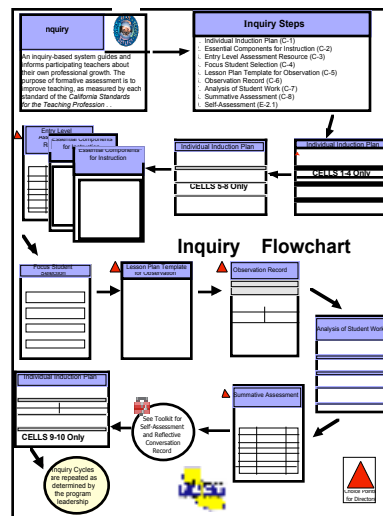 nquiry
An inquiry-based system guides and
informs participating teachers about
their own professional growth. The
purpose of formative assessment is to
improve teaching, as measured by each
standard of the California Standards
for the Teaching Profession . . .
Inquiry Steps
Individual Induction Plan (C-1)
Essential Components for Instruction (C-2)
Entry Level Assessment Resource (C-3)
Focus Student Selection (C-4)
Lesson Plan Template for Observation (C-5)
Observation Record (C-6)
Analysis of Student Work (C-7)
Summative Assessment (C-8)
Self-Assessment (E-2.1)
Entry Level
Essential Components
for Instruction
Individual Induction Plan
CELLS 5-8 Only
Individual Induction Plan
CELLS 1-4 Only
Inquiry Flowchart
Focus Student
Selection
Lesson Plan Template
for Observation
Observation Record
Analysis of Student Work
Individual Induction Plan
CELLS 9-10 Only
See Toolkit for
Self-Assessment
and Reflective
Conversation
Record
Summative Assessment
Inquiry Cycles
are repeated as
determined by
the program
leadership
Choice Points
for Directors